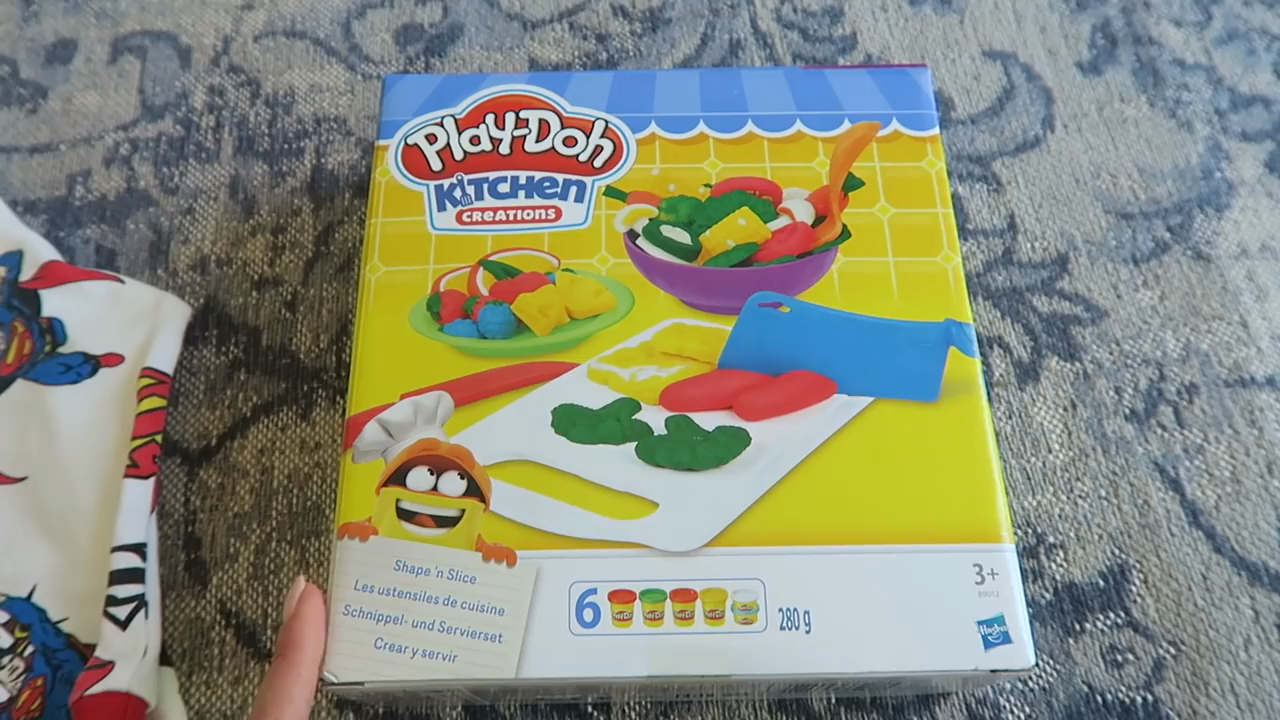 PLAY-DOH
KITCHEN
CREATIONS
Shape 'n Slice
Les ustensiles de cuisine
Schnippel- und Servierset
Crear y servir
6
280 g
3+
B9012
Hasbro